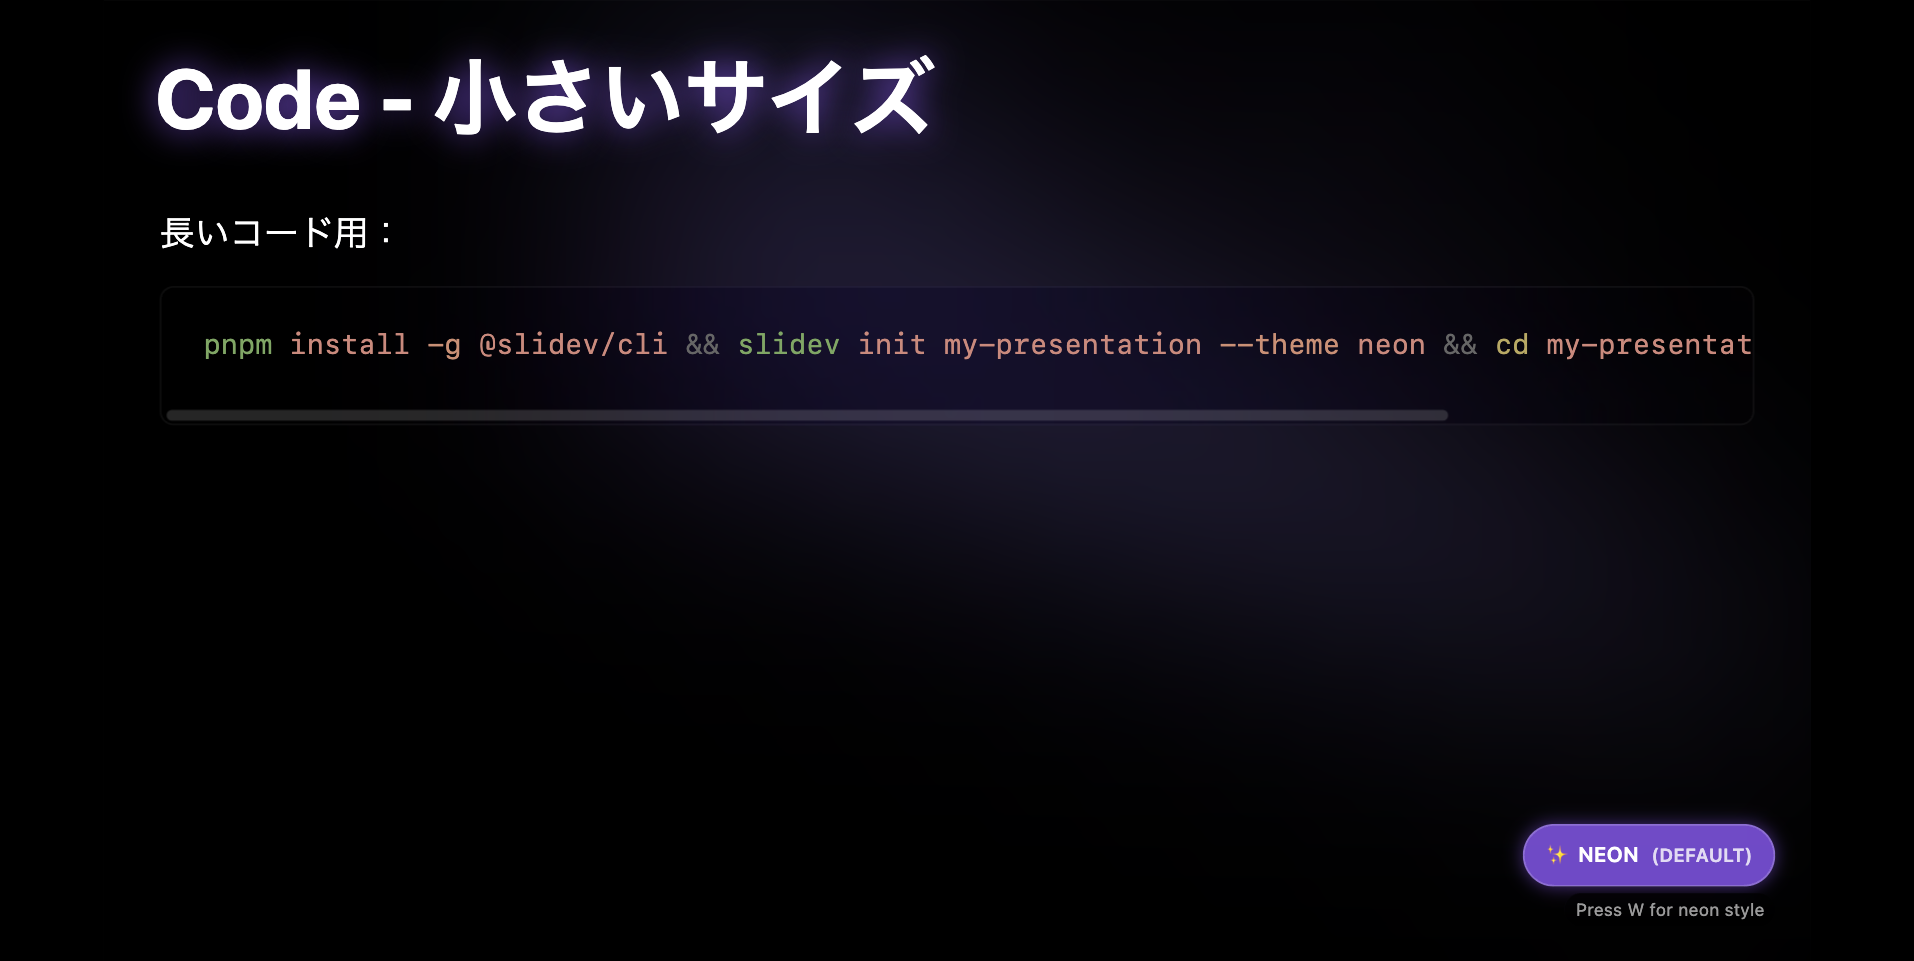 Code - 小さいサイズ
長いコード用：
pnpm install -g @slidev/cli && slidev init my-presentation --theme neon && cd my-presentat
✨ NEON (DEFAULT)
Press W for neon style